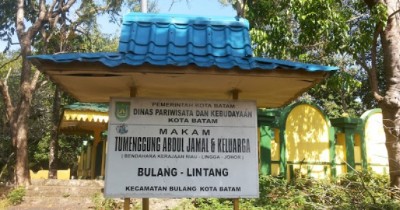 PEMERINTAH KOTA BATAM
DINAS PARIWISATA DAN KEBUDAYAAN
KOTA BATAM
MAKAM
TUMENGGUNG ABDUL JAMAL & KELUARGA
( BENDAHARA KERAJAAN RIAU - LINGGA - JOHOR )
BULANG - LINTANG
KECAMATAN BULANG KOTA BATAM